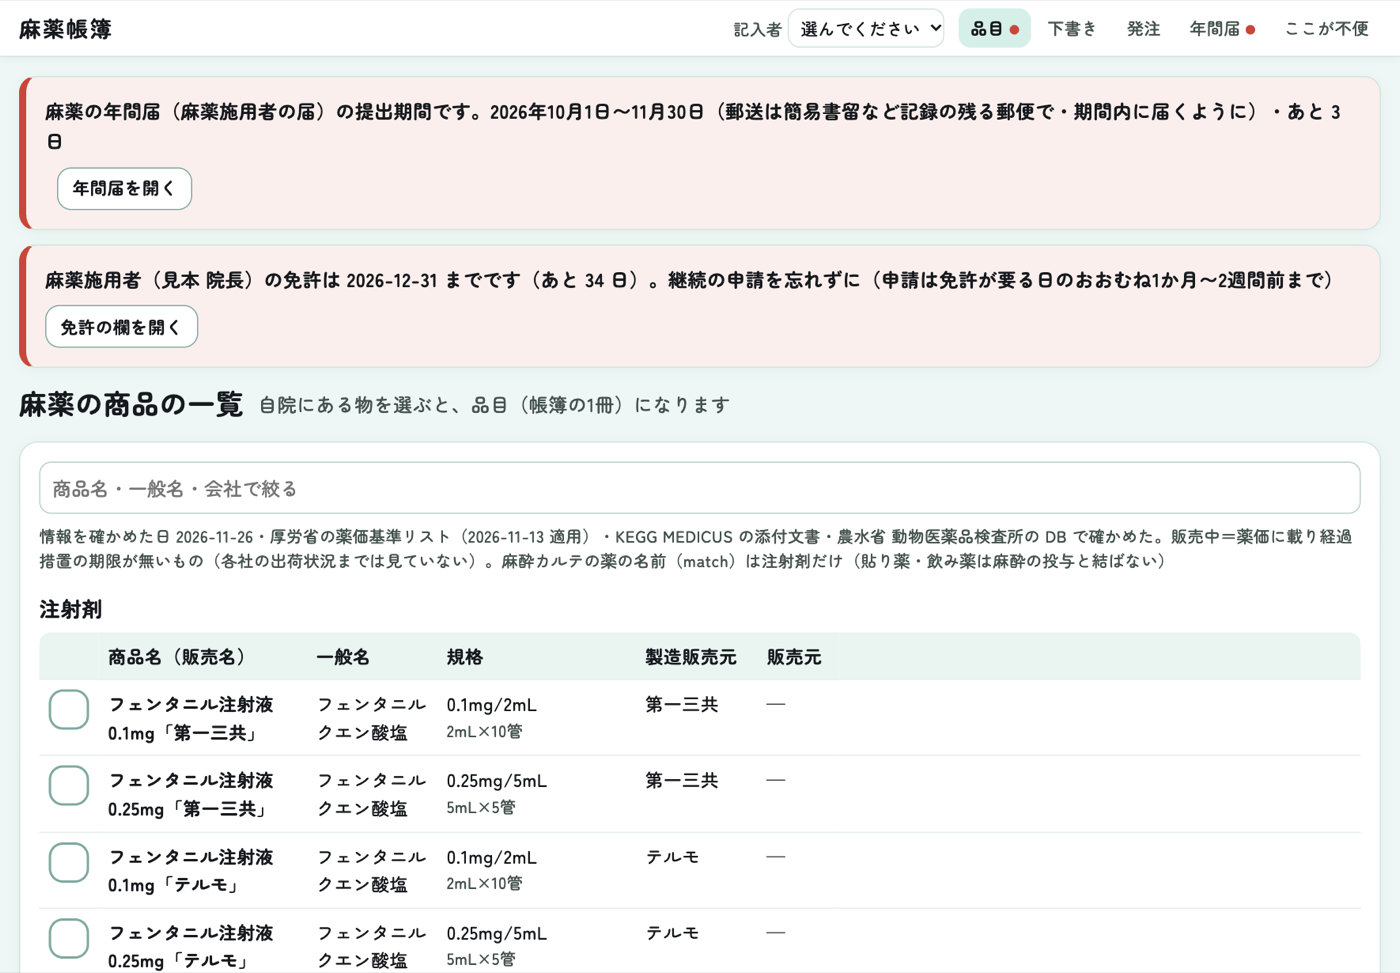 麻薬帳簿
記入者 選んでください 品目 下書き 発注 年間届 ここが不便
麻薬の年間届（麻薬施用者の届）の提出期間です。2026年10月1日〜11月30日（郵送は簡易書留など記録の残る郵便で・期間内に届くように）・あと 3
日
年間届を開く
麻薬施用者（見本 院長）の免許は 2026-12-31 までです（あと 34 日）。継続の申請を忘れずに（申請は免許が要る日のおおむね1か月〜2週間前まで）
免許の欄を開く
麻薬の商品の一覧 自院にある物を選ぶと、品目（帳簿の1冊）になります
商品名・一般名・会社で絞る
情報を確かめた日 2026-11-26・厚労省の薬価基準リスト（2026-11-13 適用）・KEGG MEDICUS の添付文書・農水省 動物医薬品検査所の DB で確かめた。販売中＝薬価に載り経過
措置の期限が無いもの（各社の出荷状況までは見ていない）。麻酔カルテの薬の名前（match）は注射剤だけ（貼り薬・飲み薬は麻酔の投与と結ばない）
注射剤
商品名（販売名） 一般名 規格 製造販売元 販売元
フェンタニル注射液 フェンタニル 0.1mg/2mL 第一三共 —
0.1mg「第一三共」 クエン酸塩 2mL×10管
フェンタニル注射液 フェンタニル 0.25mg/5mL 第一三共 —
0.25mg「第一三共」 クエン酸塩 5mL×5管
フェンタニル注射液 フェンタニル 0.1mg/2mL テルモ —
0.1mg「テルモ」 クエン酸塩 2mL×10管
フェンタニル注射液 フェンタニル 0.25mg/5mL テルモ —
0.25mg「テルモ」 クエン酸塩 5mL×5管